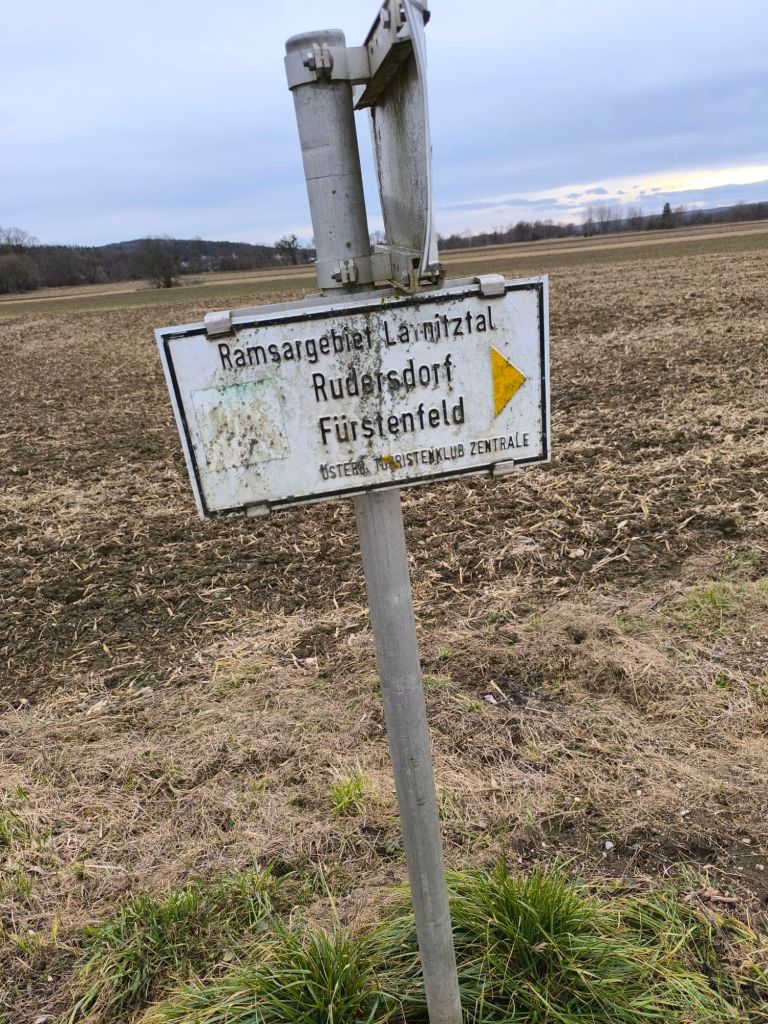 Ramsargebiet Lafnitztal
Rudersdorf
Fürstenfeld
ÖSTERR. TOURISTENKLUB ZENTRALE